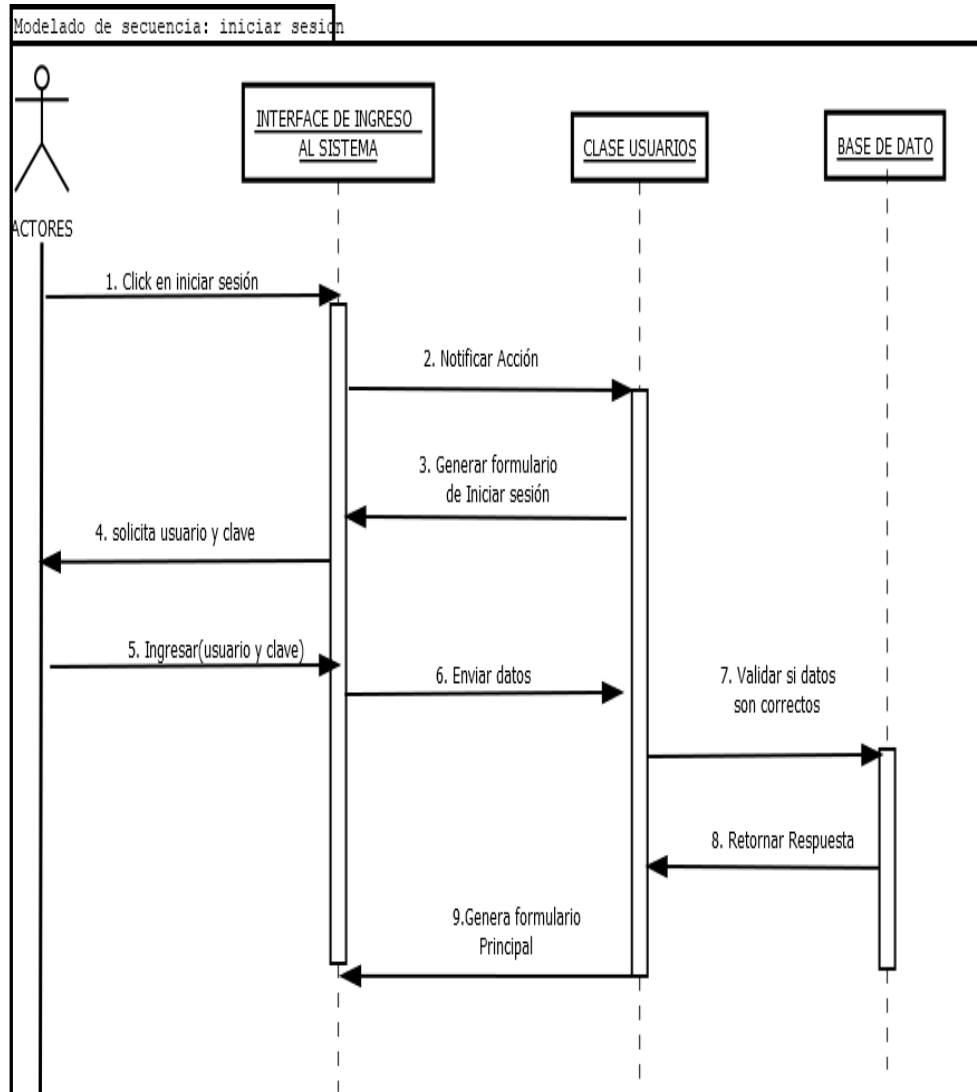 Modelado de secuencia: iniciar sesión
INTERFACE DE INGRESO
AL SISTEMA
CLASE USUARIOS
BASE DE DATO
ACTORES
1. Click en iniciar sesión
2. Notificar Acción
3. Generar formulario
de Iniciar sesión
4. solicita usuario y clave
5. Ingresar(usuario y clave)
6. Enviar datos
7. Validar si datos
son correctos
8. Retornar Respuesta
9.Genera formulario
Principal